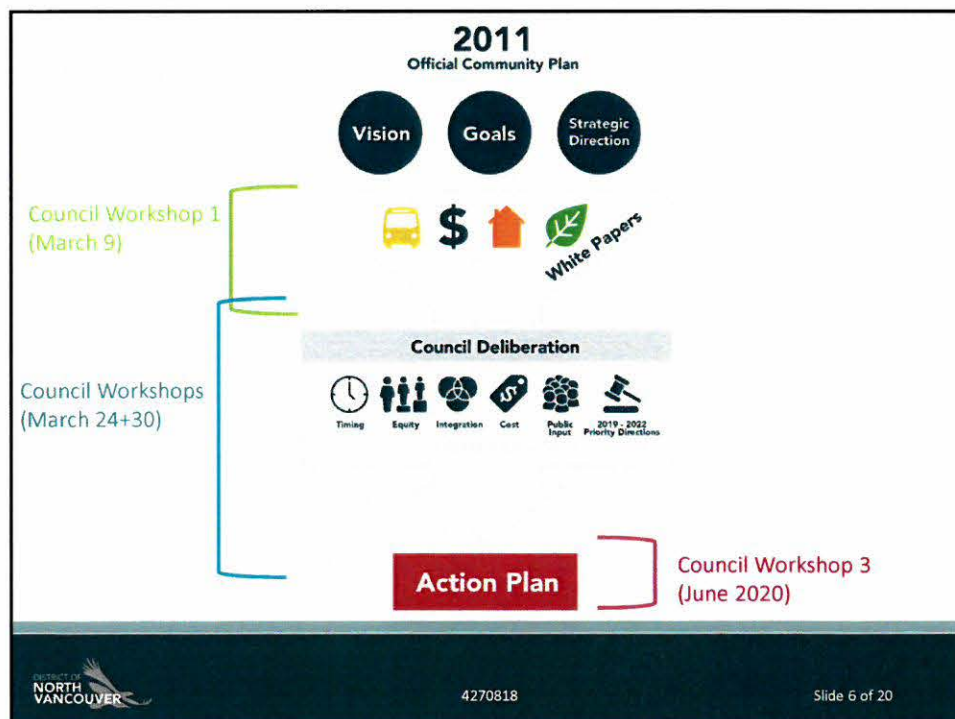 2011
Official Community Plan
Vision
Goals
Strategic
Direction
Council Workshop 1
(March 9)
$
White Papers
Council Deliberation
Council Workshops
(March 24+30)
$
Timing
Equity
Integration
Cost
Public
Input
2019 - 2022
Priority Directions
Action Plan
Council Workshop 3
(June 2020)
DISTRICT OF
NORTH
VANCOUVER
4270818
Slide 6 of 20